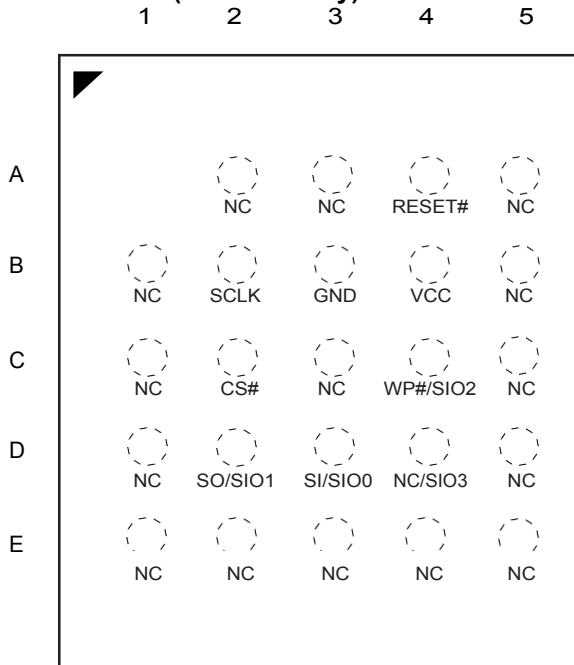 1 2 3 4 5
A
NC NC RESET# NC
B
NC SCLK GND VCC NC
C
NC CS# NC WP#/SIO2 NC
D
NC SO/SIO1 SI/SIO0 NC/SIO3 NC
E
NC NC NC NC NC